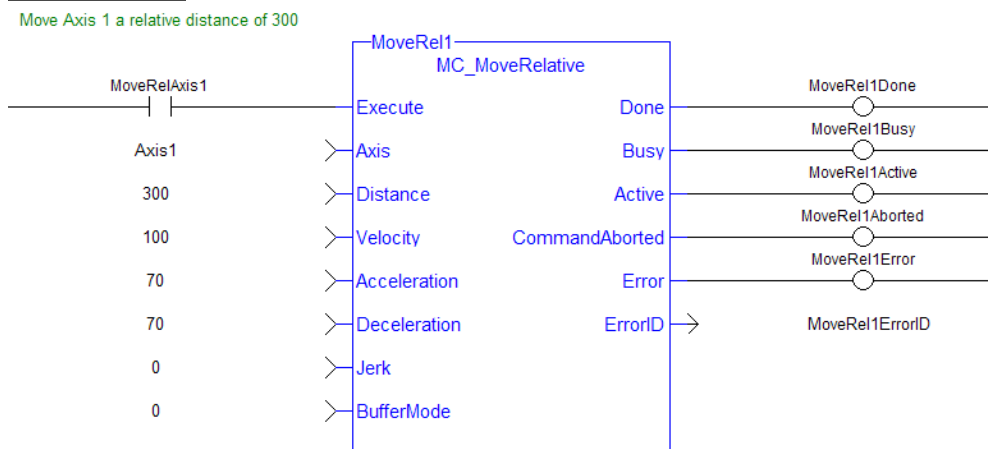 Move Axis 1 a relative distance of 300
MoveRel1
MC_MoveRelative
MoveRelAxis1
Execute
Done
MoveRel1Done
Axis1
Axis
Busy
MoveRel1Busy
300
Distance
Active
MoveRel1Active
100
Velocity
CommandAborted
MoveRel1Aborted
70
Acceleration
Error
MoveRel1Error
70
Deceleration
ErrorID
MoveRel1ErrorID
0
Jerk
0
BufferMode